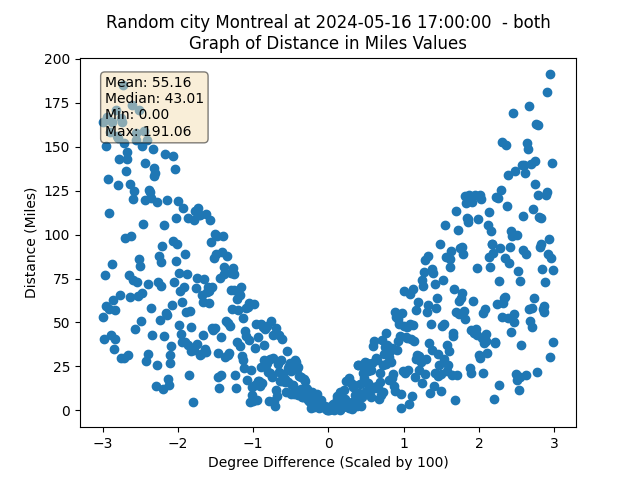 Random city Montreal at 2024-05-16 17:00:00  - both
Graph of Distance in Miles Values
Mean: 55.16
Median: 43.01
Min: 0.00
Max: 191.06
200
175
150
125
100
75
50
25
0
Distance (Miles)
−3 −2 −1 0 1 2 3
Degree Difference (Scaled by 100)